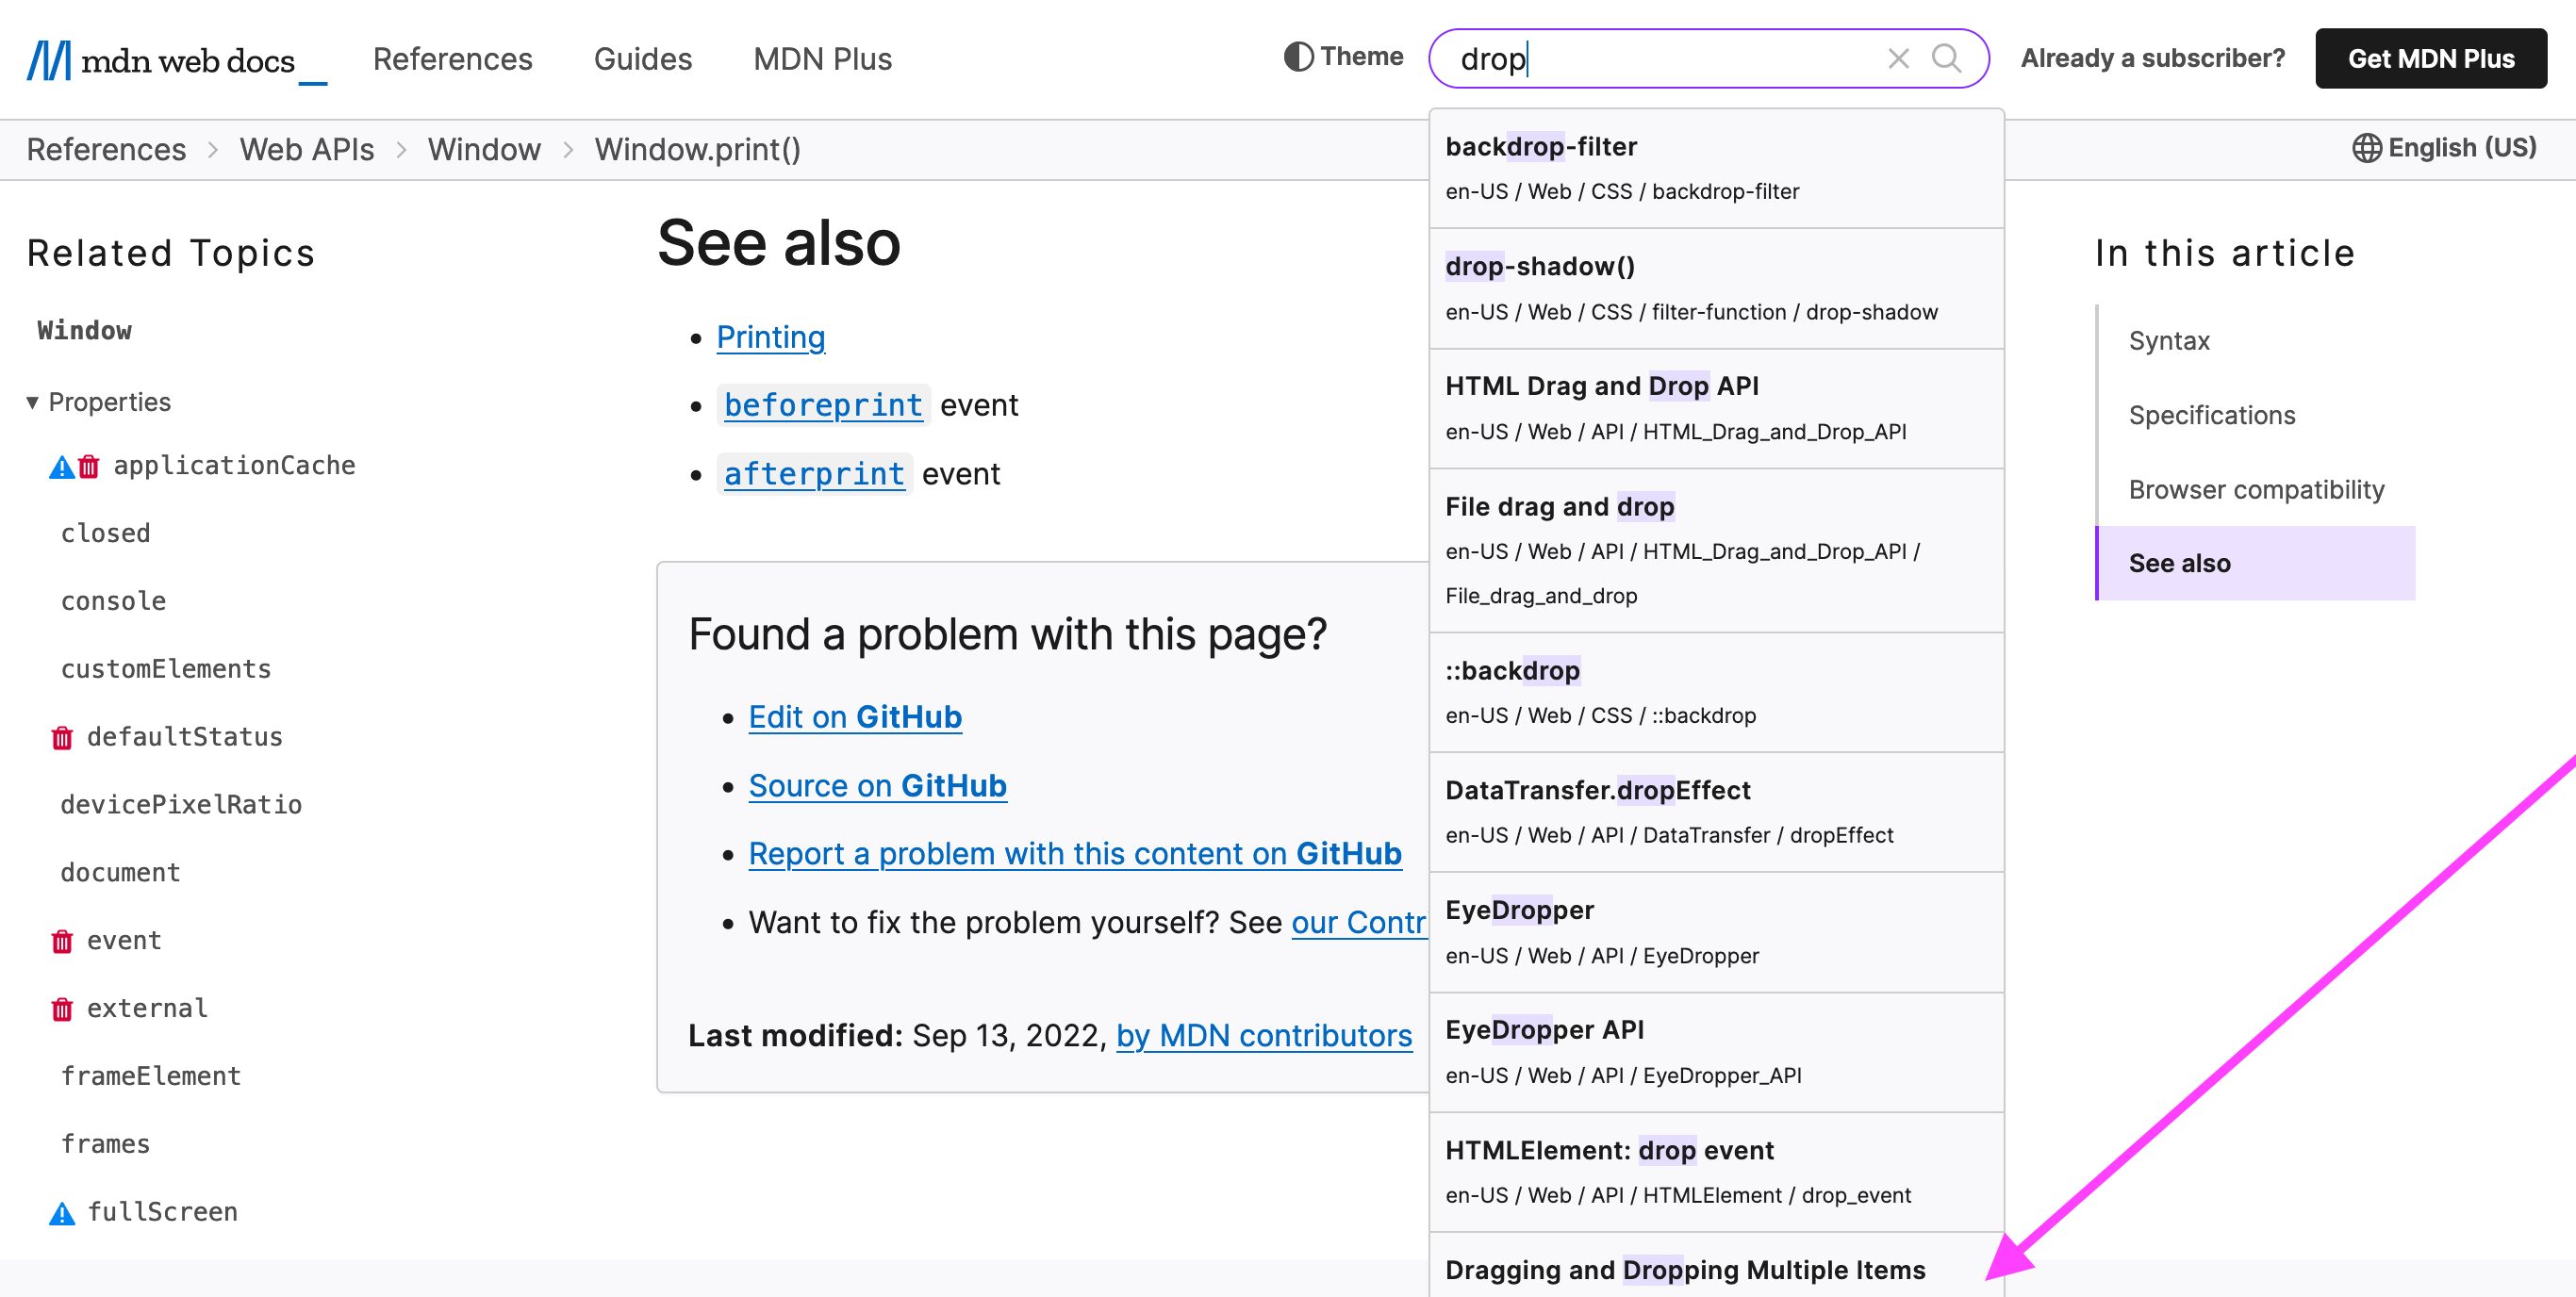 mdn web docs_
References
Guides
MDN Plus
Theme
drop
Already a subscriber?
Get MDN Plus
References > Web APIs > Window > Window.print()
English (US)
Related Topics
Window
▾ Properties
applicationCache
closed
console
customElements
defaultStatus
devicePixelRatio
document
event
external
frameElement
frames
fullScreen
See also
• Printing
• beforeprint event
• afterprint event
Found a problem with this page?
• Edit on GitHub
• Source on GitHub
• Report a problem with this content on GitHub
• Want to fix the problem yourself? See our Contr
Last modified: Sep 13, 2022, by MDN contributors
backdrop-filter
en-US / Web / CSS / backdrop-filter
drop-shadow()
en-US / Web / CSS / filter-function / drop-shadow
HTML Drag and Drop API
en-US / Web / API / HTML_Drag_and_Drop_API
File drag and drop
en-US / Web / API / HTML_Drag_and_Drop_API /
File_drag_and_drop
::backdrop
en-US / Web / CSS / ::backdrop
DataTransfer.dropEffect
en-US / Web / API / DataTransfer / dropEffect
EyeDropper
en-US / Web / API / EyeDropper
EyeDropper API
en-US / Web / API / EyeDropper_API
HTMLElement: drop event
en-US / Web / API / HTMLElement / drop_event
Dragging and Dropping Multiple Items
In this article
Syntax
Specifications
Browser compatibility
See also